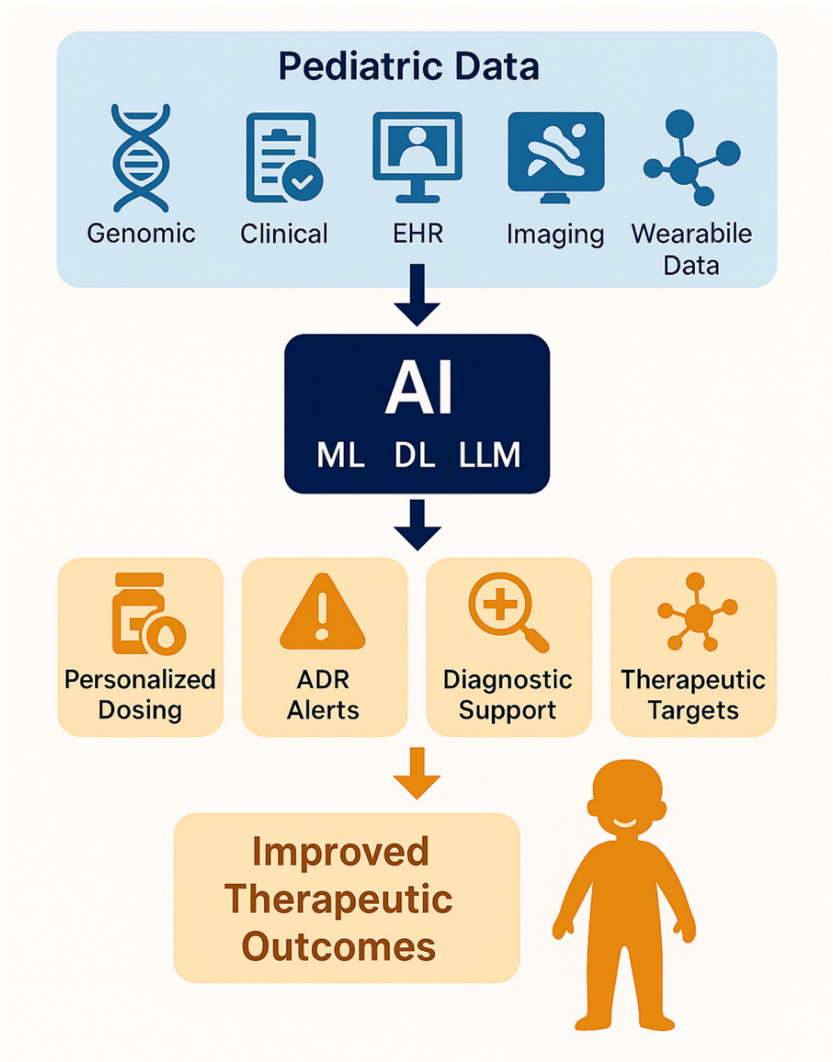 Pediatric Data
Genomic
Clinical
EHR
Imaging
Wearabile
Data
AI
ML DL LLM
Personalized
Dosing
ADR
Alerts
Diagnostic
Support
Therapeutic
Targets
Improved
Therapeutic
Outcomes